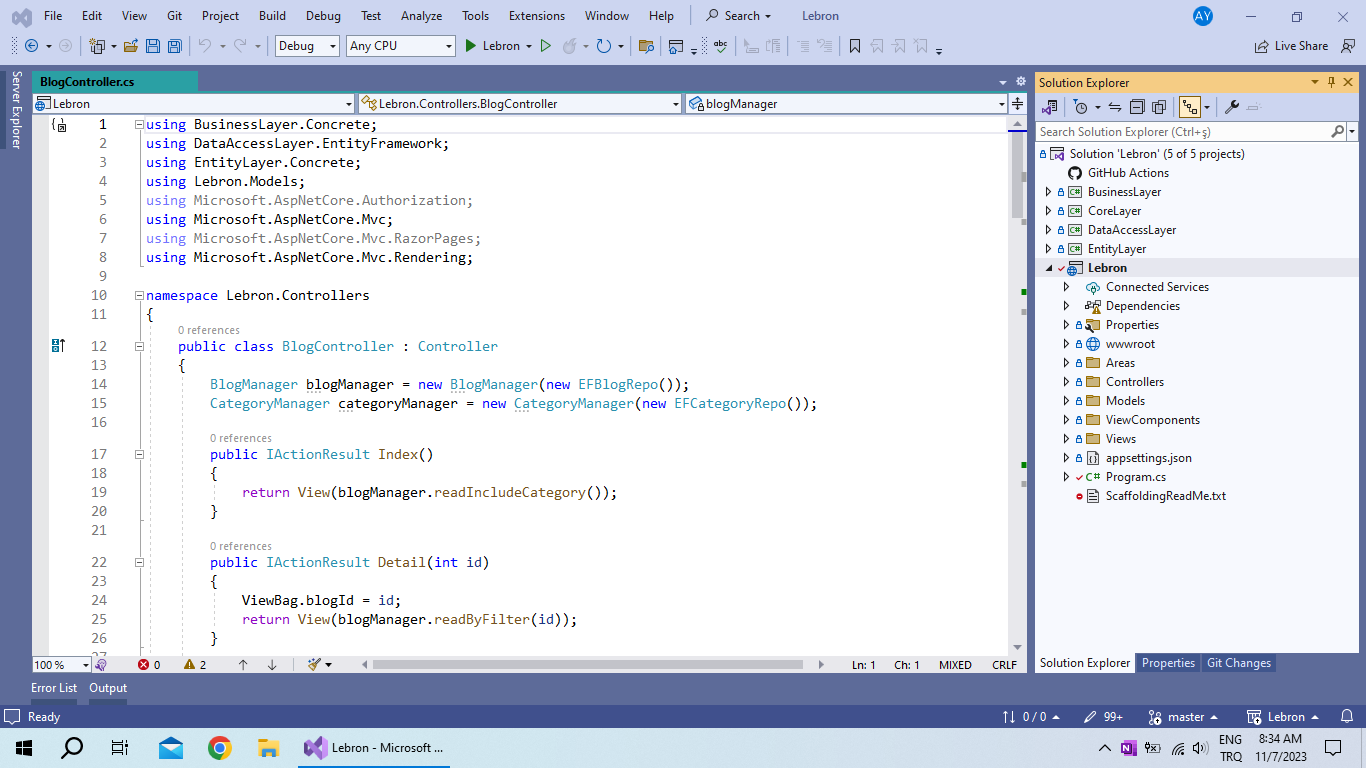 File Edit View Git Project Build Debug Test Analyze Tools Extensions Window Help Search Lebron AY
Debug Any CPU Lebron abc Live Share
Server Explorer
BlogController.cs
Lebron Lebron.Controllers.BlogController blogManager
1 using BusinessLayer.Concrete;
2 using DataAccessLayer.EntityFramework;
3 using EntityLayer.Concrete;
4 using Lebron.Models;
5 using Microsoft.AspNetCore.Authorization;
6 using Microsoft.AspNetCore.Mvc;
7 using Microsoft.AspNetCore.Mvc.RazorPages;
8 using Microsoft.AspNetCore.Mvc.Rendering;
9
10 namespace Lebron.Controllers
11 {
0 references
12 public class BlogController : Controller
13 {
14 BlogManager blogManager = new BlogManager(new EFBlogRepo());
15 CategoryManager categoryManager = new CategoryManager(new EFCategoryRepo());
16
0 references
17 public IActionResult Index()
18 {
19 return View(blogManager.readIncludeCategory());
20 }
21
0 references
22 public IActionResult Detail(int id)
23 {
24 ViewBag.blogId = id;
25 return View(blogManager.readByFilter(id));
26 }
27
100 % 0 2 Ln: 1 Ch: 1 MIXED CRLF
Solution Explorer
Search Solution Explorer (Ctrl+ş)
Solution 'Lebron' (5 of 5 projects)
GitHub Actions
BusinessLayer
CoreLayer
DataAccessLayer
EntityLayer
Lebron
Connected Services
Dependencies
Properties
wwwroot
Areas
Controllers
Models
ViewComponents
Views
appsettings.json
C# Program.cs
ScaffoldingReadMe.txt
Solution Explorer Properties Git Changes
Error List Output
Ready 0 / 0 99+ master Lebron
Lebron - Microsoft ... ENG 8:34 AM
TRQ 11/7/2023